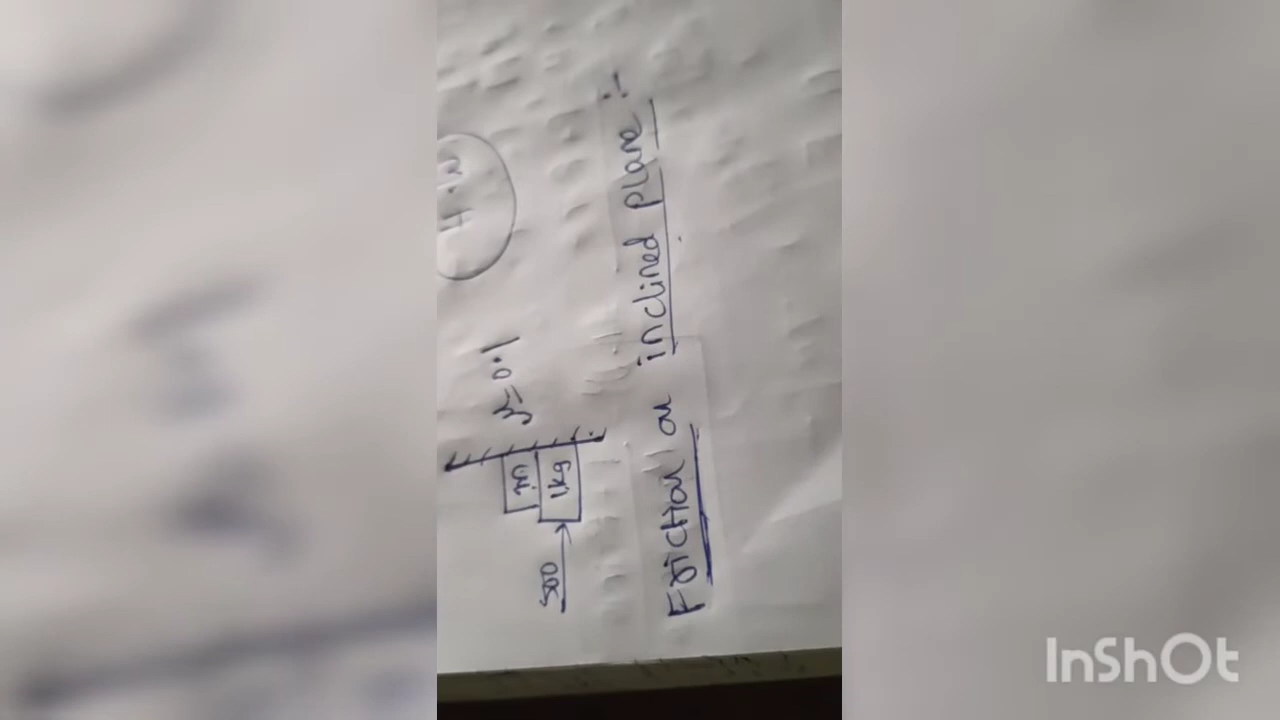 H.W
μ=0.1
m
1kg
500
Friction on inclined plane :-
InShOt